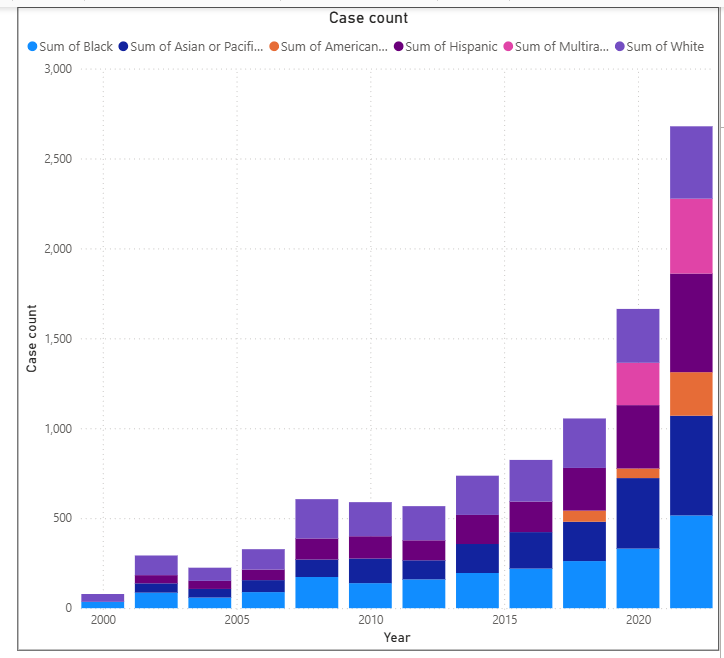 Case count
Sum of Black Sum of Asian or Pacifi... Sum of American... Sum of Hispanic Sum of Multira... Sum of White
3,000
2,500
2,000
1,500
1,000
500
0
Case count
2000 2005 2010 2015 2020
Year